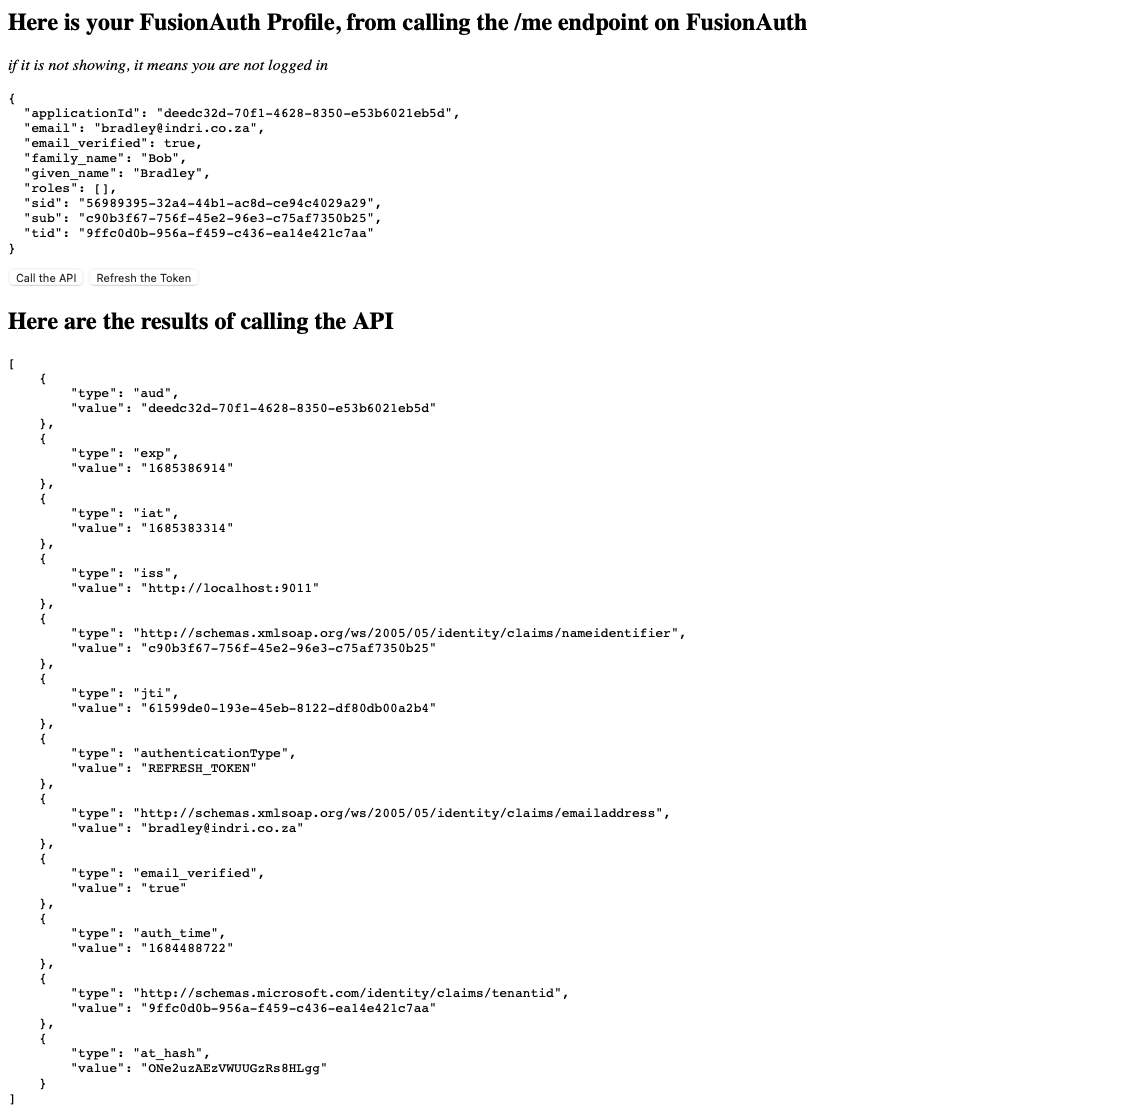 Here is your FusionAuth Profile, from calling the /me endpoint on FusionAuth
if it is not showing, it means you are not logged in
{
  "applicationId": "deedc32d-70f1-4628-8350-e53b6021eb5d",
  "email": "bradley@indri.co.za",
  "email_verified": true,
  "family_name": "Bob",
  "given_name": "Bradley",
  "roles": [],
  "sid": "56989395-32a4-44b1-ac8d-ce94c4029a29",
  "sub": "c90b3f67-756f-45e2-96e3-c75af7350b25",
  "tid": "9ffc0d0b-956a-f459-c436-ea14e421c7aa"
}
Call the API Refresh the Token
Here are the results of calling the API
[
    {
        "type": "aud",
        "value": "deedc32d-70f1-4628-8350-e53b6021eb5d"
    },
    {
        "type": "exp",
        "value": "1685386914"
    },
    {
        "type": "iat",
        "value": "1685383314"
    },
    {
        "type": "iss",
        "value": "http://localhost:9011"
    },
    {
        "type": "http://schemas.xmlsoap.org/ws/2005/05/identity/claims/nameidentifier",
        "value": "c90b3f67-756f-45e2-96e3-c75af7350b25"
    },
    {
        "type": "jti",
        "value": "61599de0-193e-45eb-8122-df80db00a2b4"
    },
    {
        "type": "authenticationType",
        "value": "REFRESH_TOKEN"
    },
    {
        "type": "http://schemas.xmlsoap.org/ws/2005/05/identity/claims/emailaddress",
        "value": "bradley@indri.co.za"
    },
    {
        "type": "email_verified",
        "value": "true"
    },
    {
        "type": "auth_time",
        "value": "1684488722"
    },
    {
        "type": "http://schemas.microsoft.com/identity/claims/tenantid",
        "value": "9ffc0d0b-956a-f459-c436-ea14e421c7aa"
    },
    {
        "type": "at_hash",
        "value": "ONe2uzAEzVWUUGzRs8HLgg"
    }
]